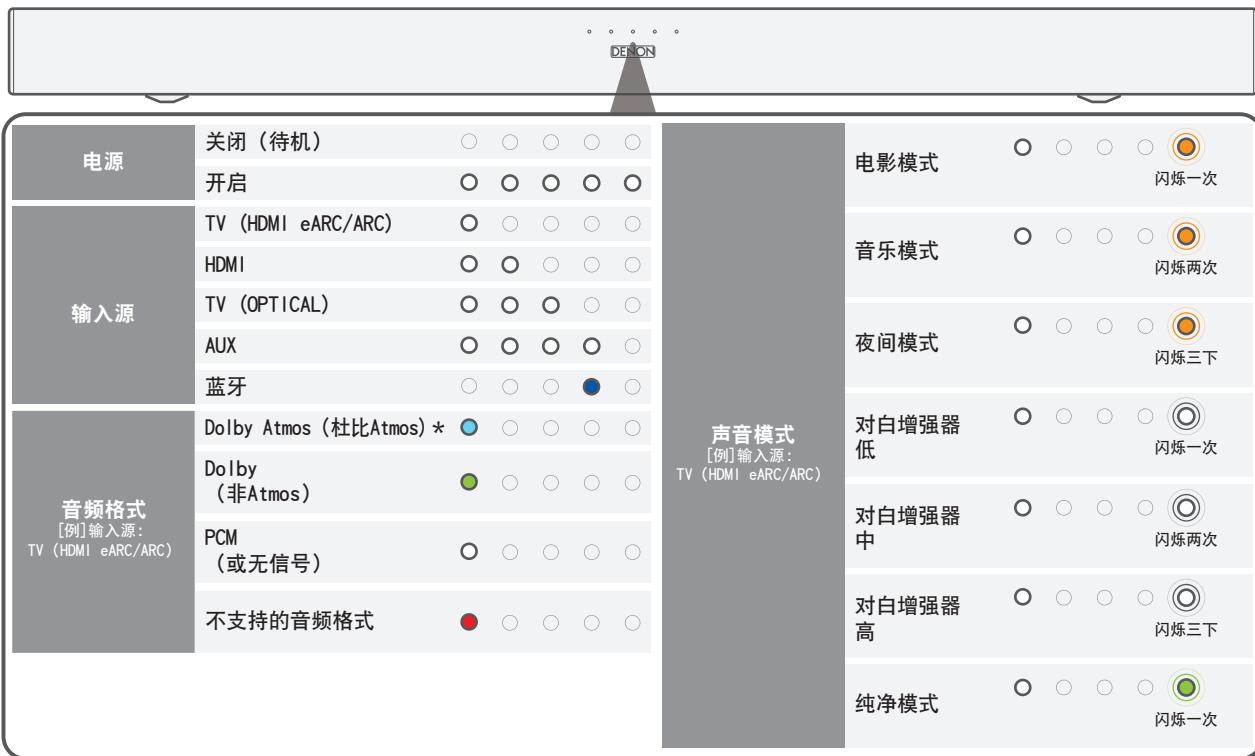 DENON
电源
关闭（待机）
开启
输入源
TV (HDMI eARC/ARC)
HDMI
TV (OPTICAL)
AUX
蓝牙
音频格式
[例]输入源：
TV (HDMI eARC/ARC)
Dolby Atmos (杜比Atmos)*
Dolby
（非Atmos）
PCM
（或无信号）
不支持的音频格式
声音模式
[例]输入源：
TV (HDMI eARC/ARC)
电影模式
闪烁一次
音乐模式
闪烁两次
夜间模式
闪烁三下
对白增强器
低
闪烁一次
对白增强器
中
闪烁两次
对白增强器
高
闪烁三下
纯净模式
闪烁一次